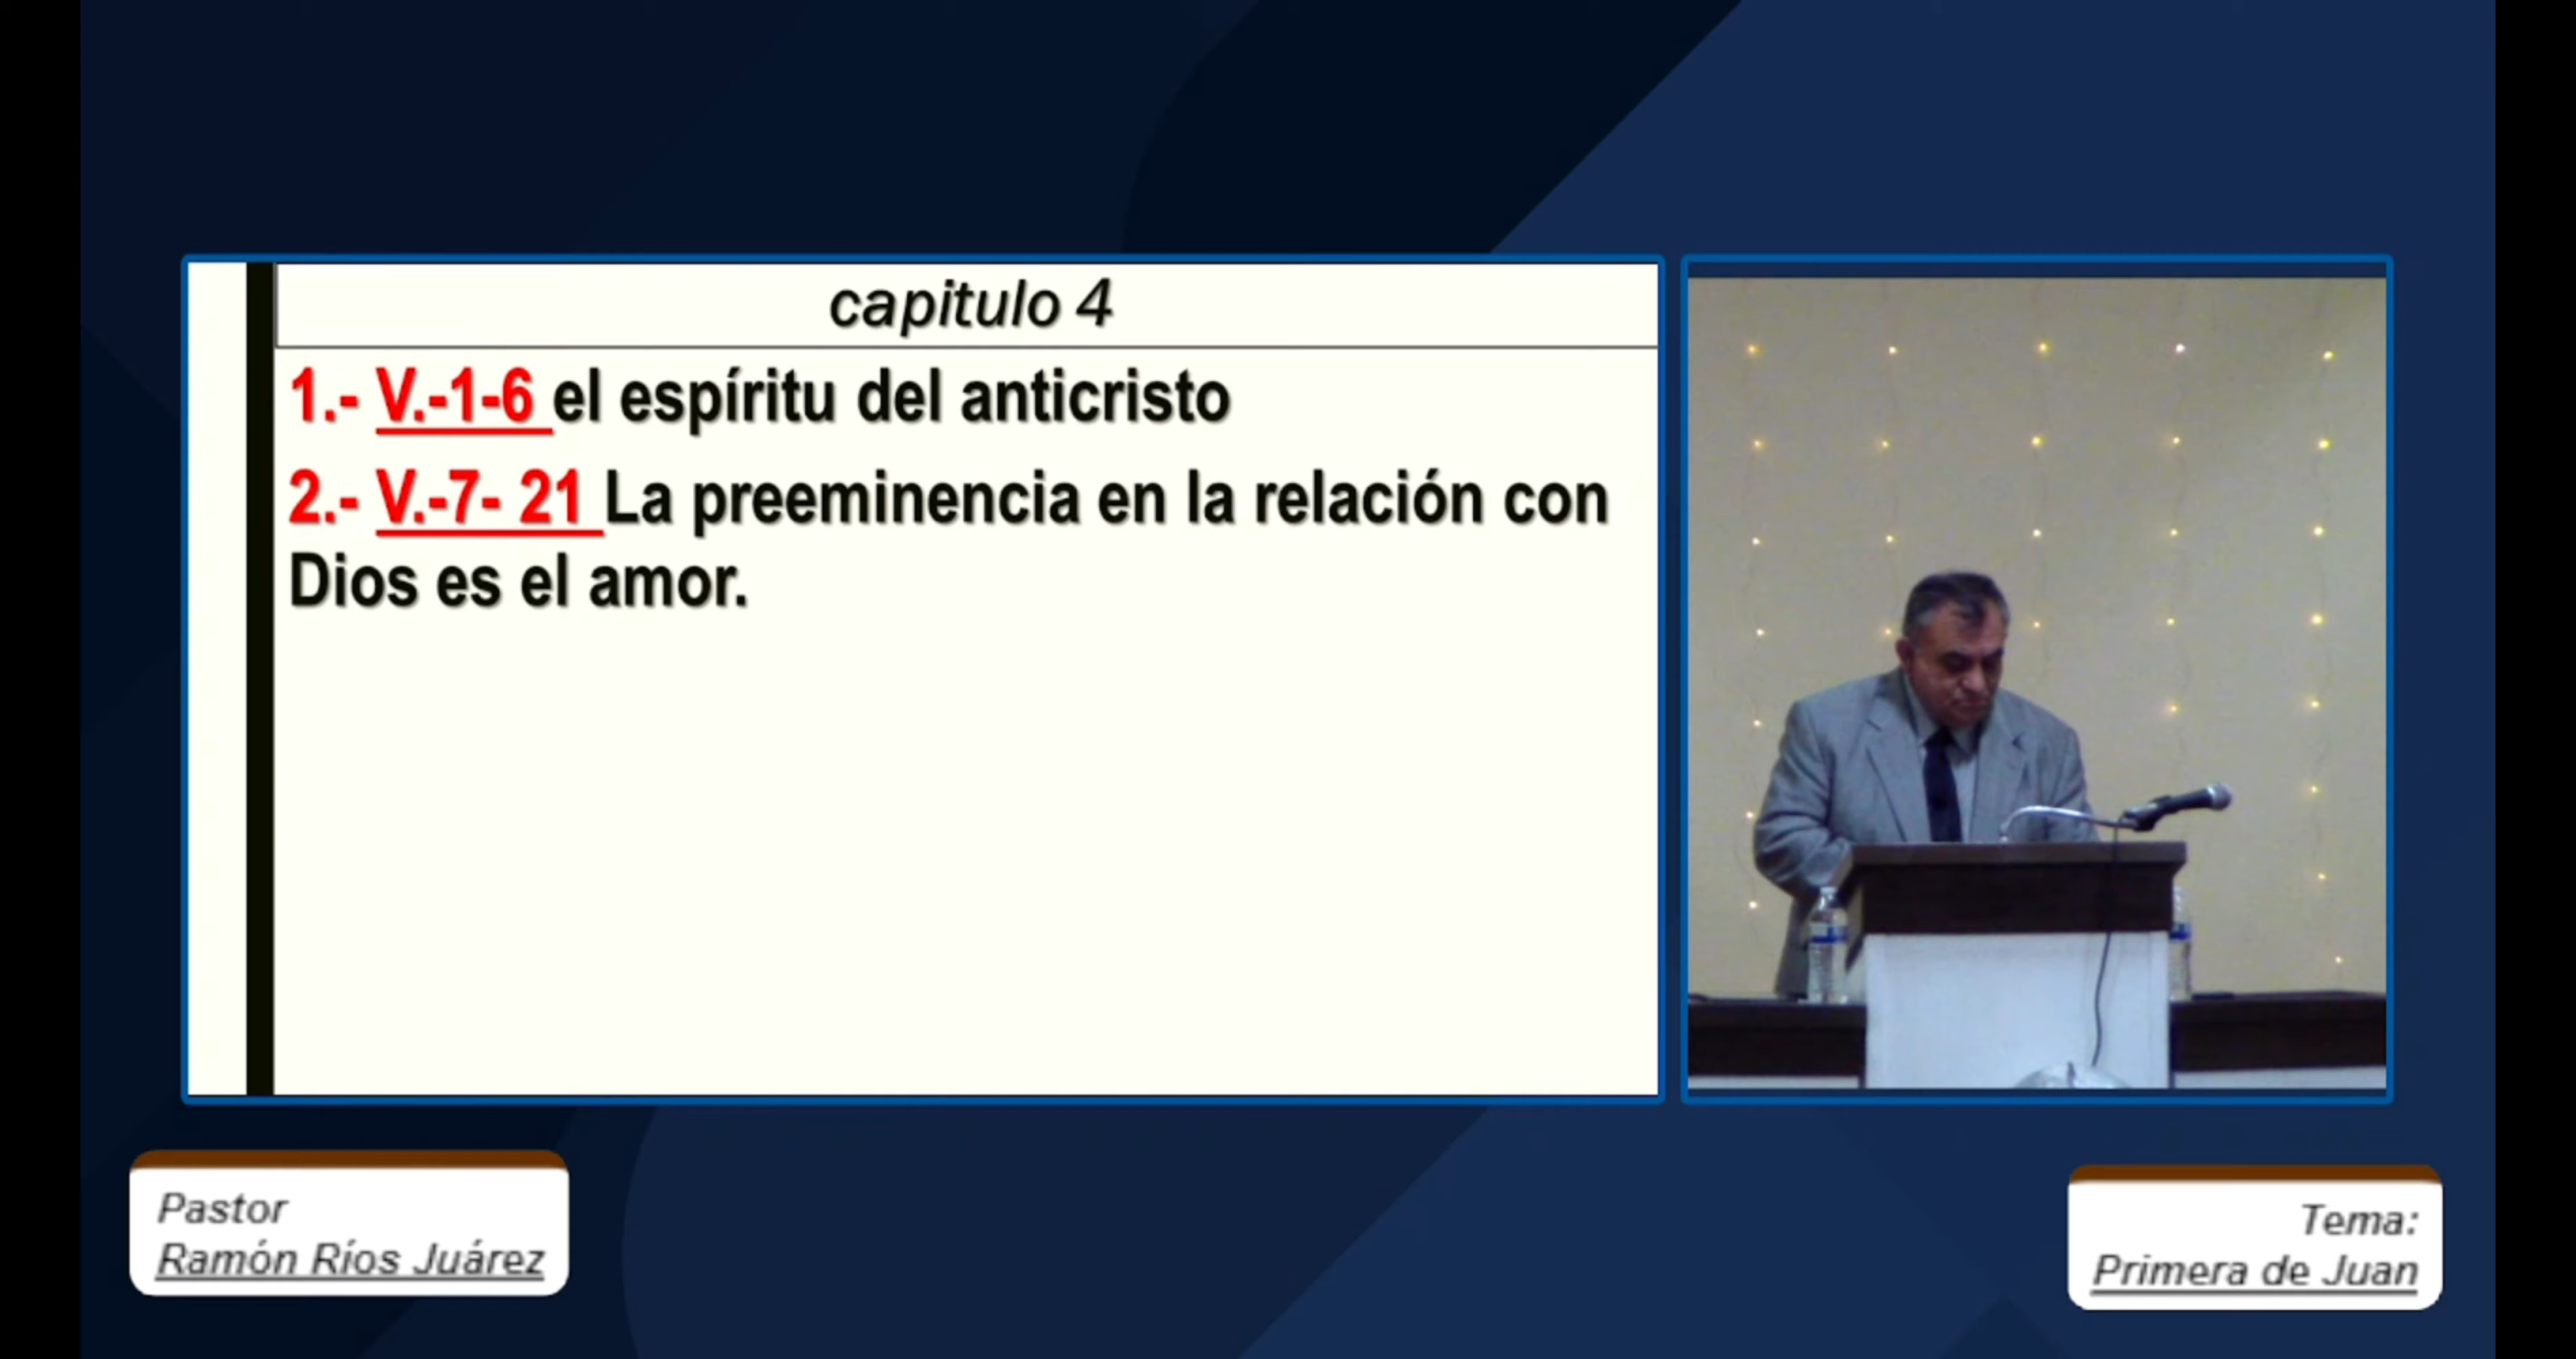 capitulo 4
1.- V.-1-6 el espíritu del anticristo
2.- V.-7- 21 La preeminencia en la relación con
Dios es el amor.
Pastor
Ramón Ríos Juárez
Tema:
Primera de Juan